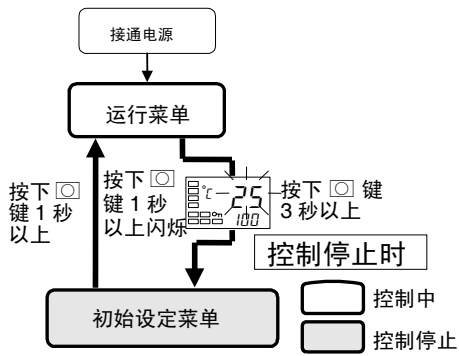 接通电源
运行菜单
按下 键 1 秒
以上
按下
键 1 秒
以上闪烁
℃ 25
100
按下 键
3 秒以上
控制停止时
初始设定菜单
控制中
控制停止